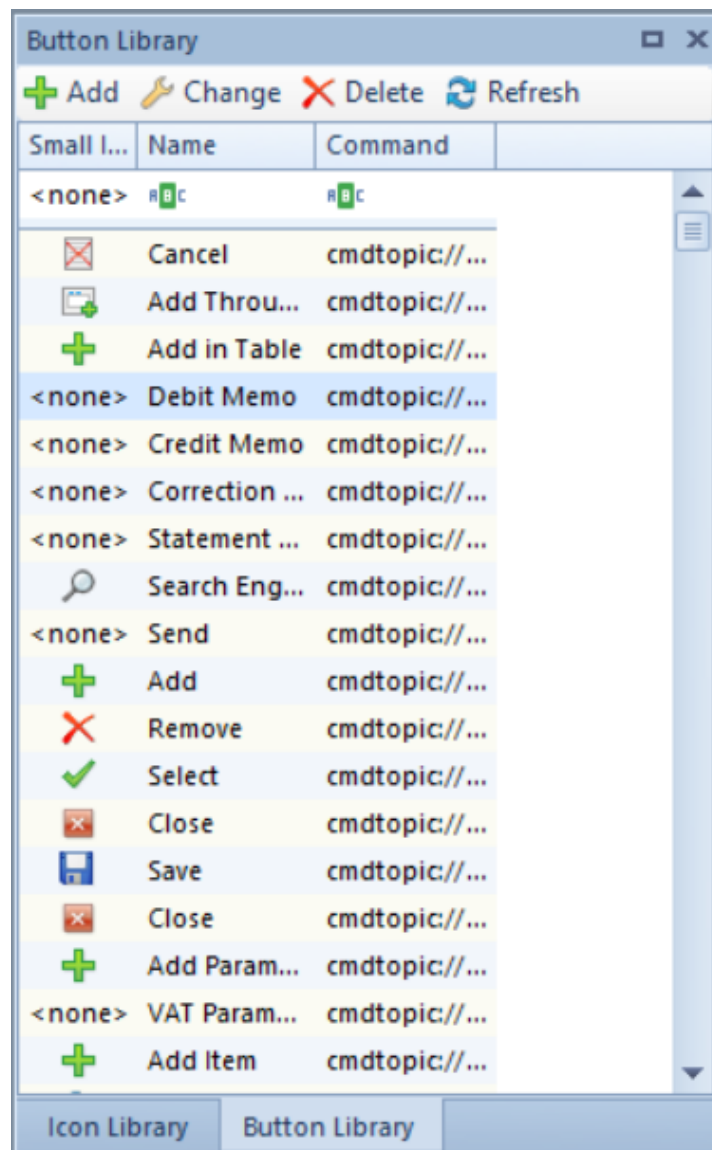 Button Library
Add Change Delete Refresh
Small I... Name Command
<none> ABC ABC
Cancel cmdtopic://...
Add Throu... cmdtopic://...
Add in Table cmdtopic://...
<none> Debit Memo cmdtopic://...
<none> Credit Memo cmdtopic://...
<none> Correction ... cmdtopic://...
<none> Statement ... cmdtopic://...
Search Eng... cmdtopic://...
<none> Send cmdtopic://...
Add cmdtopic://...
Remove cmdtopic://...
Select cmdtopic://...
Close cmdtopic://...
Save cmdtopic://...
Close cmdtopic://...
Add Param... cmdtopic://...
<none> VAT Param... cmdtopic://...
Add Item cmdtopic://...
Icon Library Button Library